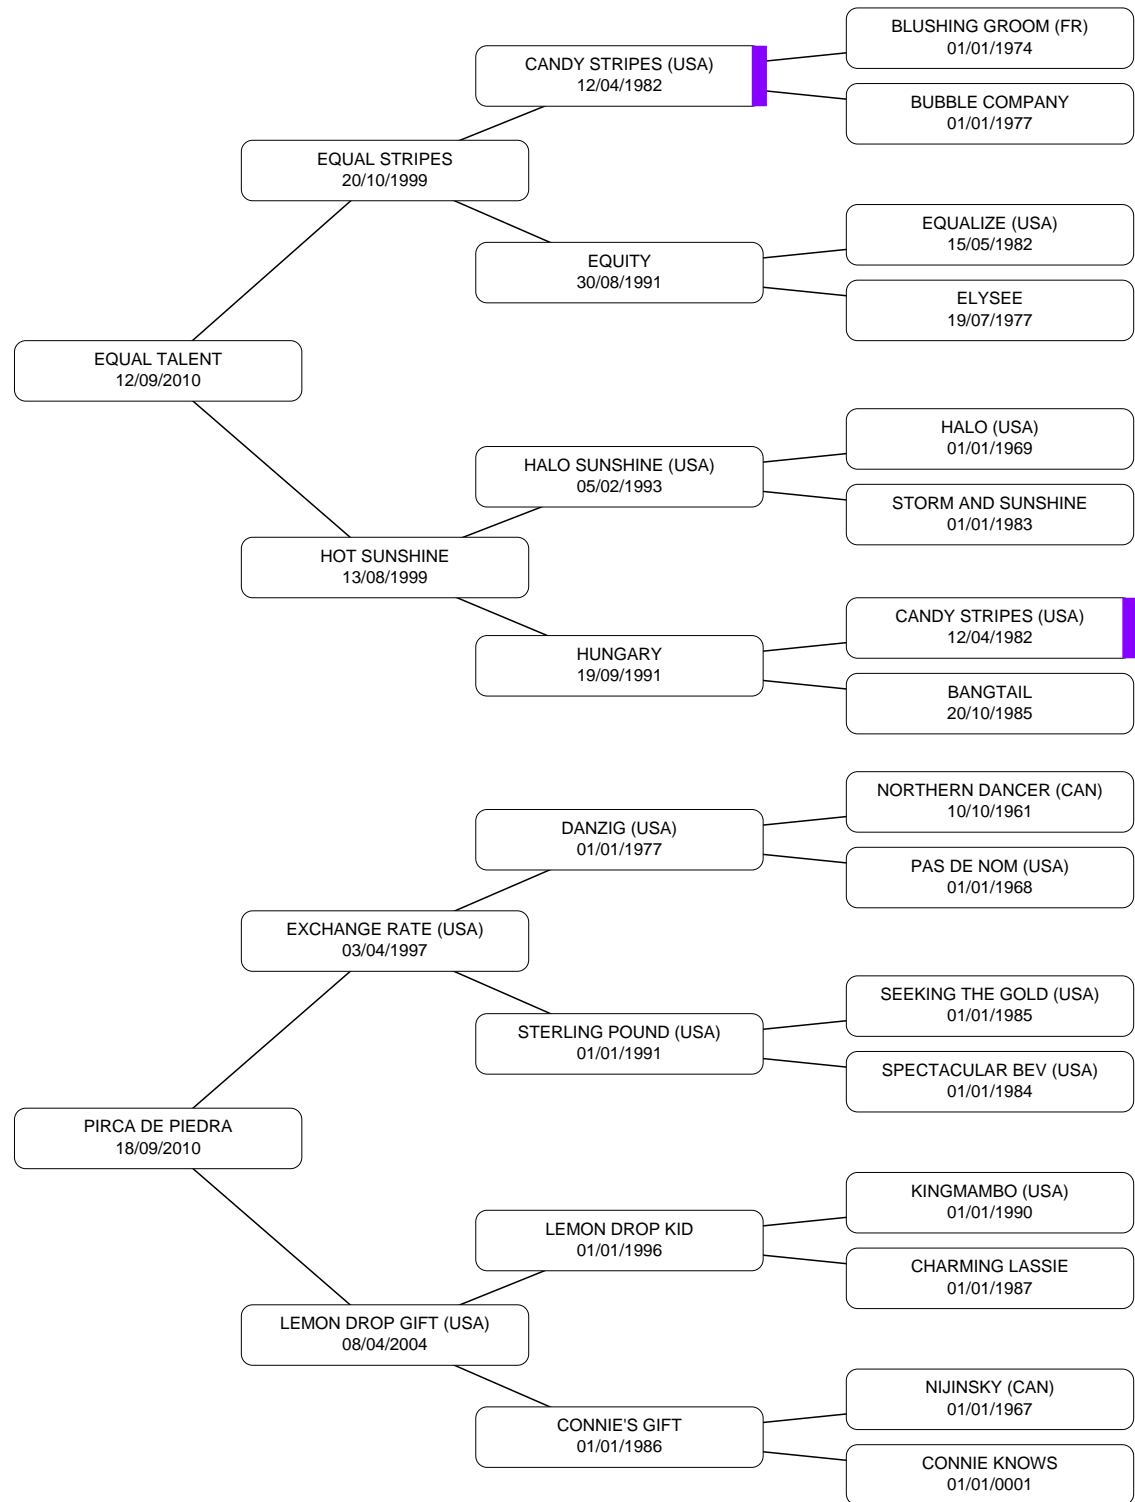 BLUSHING GROOM (FR)
01/01/1974
CANDY STRIPES (USA)
12/04/1982
BUBBLE COMPANY
01/01/1977
EQUAL STRIPES
20/10/1999
EQUALIZE (USA)
15/05/1982
EQUITY
30/08/1991
ELYSEE
19/07/1977
EQUAL TALENT
12/09/2010
HALO (USA)
01/01/1969
HALO SUNSHINE (USA)
05/02/1993
STORM AND SUNSHINE
01/01/1983
HOT SUNSHINE
13/08/1999
CANDY STRIPES (USA)
12/04/1982
HUNGARY
19/09/1991
BANGTAIL
20/10/1985
NORTHERN DANCER (CAN)
10/10/1961
DANZIG (USA)
01/01/1977
PAS DE NOM (USA)
01/01/1968
EXCHANGE RATE (USA)
03/04/1997
SEEKING THE GOLD (USA)
01/01/1985
STERLING POUND (USA)
01/01/1991
SPECTACULAR BEV (USA)
01/01/1984
PIRCA DE PIEDRA
18/09/2010
KINGMAMBO (USA)
01/01/1990
LEMON DROP KID
01/01/1996
CHARMING LASSIE
01/01/1987
LEMON DROP GIFT (USA)
08/04/2004
NIJINSKY (CAN)
01/01/1967
CONNIE'S GIFT
01/01/1986
CONNIE KNOWS
01/01/0001